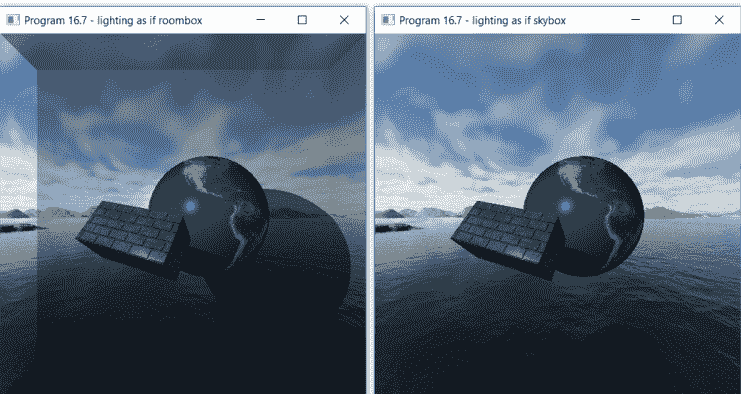 Program 16.7 - lighting as if roombox
Program 16.7 - lighting as if skybox